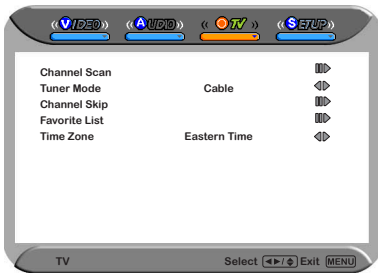 VIDEO AUDIO TV SETUP
Channel Scan
Tuner Mode Cable
Channel Skip
Favorite List
Time Zone Eastern Time
TV Select ◄►/♦ Exit MENU